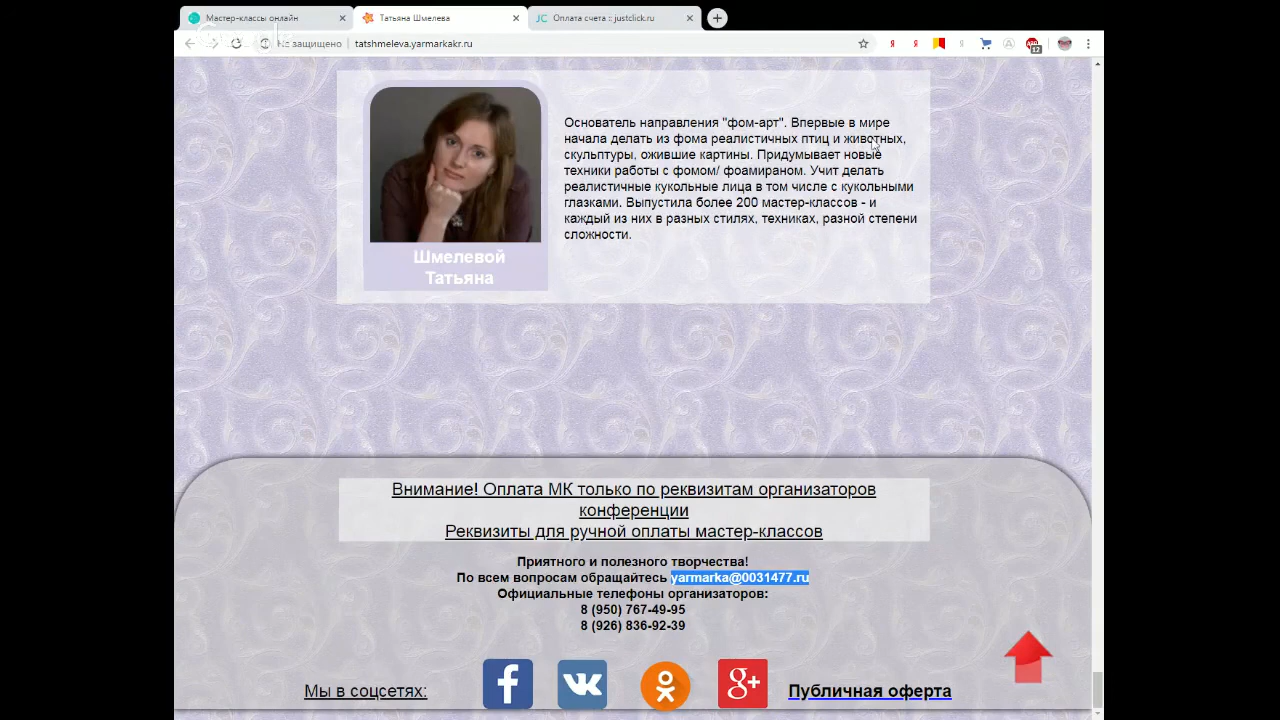 Мастер-классы онлайн
Татьяна Шмелева
Оплата счета :: justclick.ru
Не защищено
tatshmeleva.yarmarkakr.ru
12
Основатель направления "фом-арт". Впервые в мире
начала делать из фома реалистичных птиц и животных,
скульптуры, ожившие картины. Придумывает новые
техники работы с фомом/ фоамираном. Учит делать
реалистичные кукольные лица в том числе с кукольными
глазками. Выпустила более 200 мастер-классов - и
каждый из них в разных стилях, техниках, разной степени
сложности.
Шмелевой
Татьяна
Внимание! Оплата МК только по реквизитам организаторов
конференции
Реквизиты для ручной оплаты мастер-классов
Приятного и полезного творчества!
По всем вопросам обращайтесь yarmarka@0031477.ru
Официальные телефоны организаторов:
8 (950) 767-49-95
8 (926) 836-92-39
Мы в соцсетях:
Публичная оферта